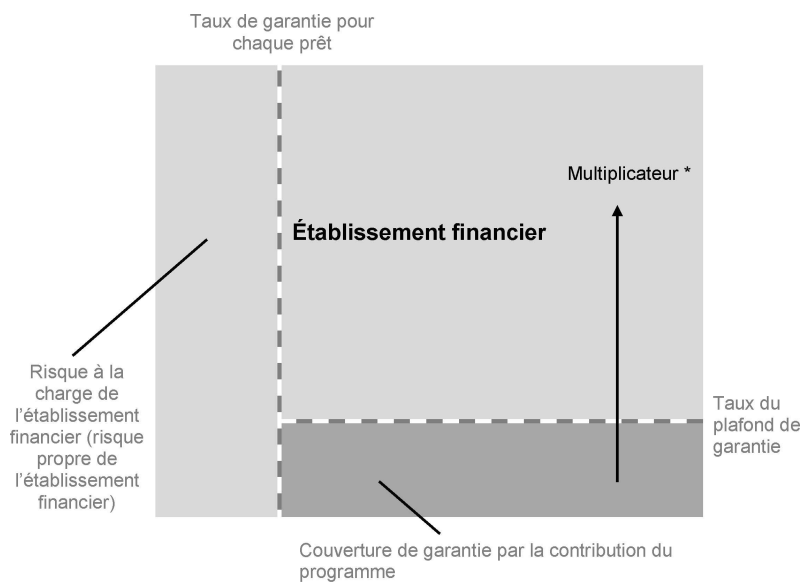 Taux de garantie pour
chaque prêt
Multiplicateur *
Établissement financier
Risque à la
charge de
l'établissement
financier (risque
propre de
l'établissement
financier)
Taux du
plafond de
garantie
Couverture de garantie par la contribution du
programme